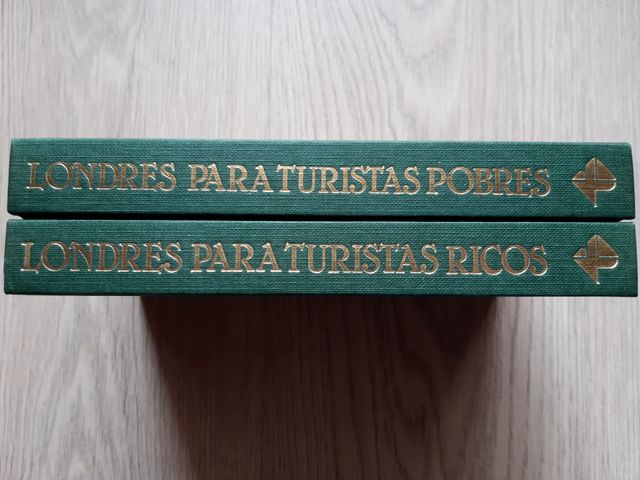 LONDRES PARA TURISTAS POBRES
LONDRES PARA TURISTAS RICOS